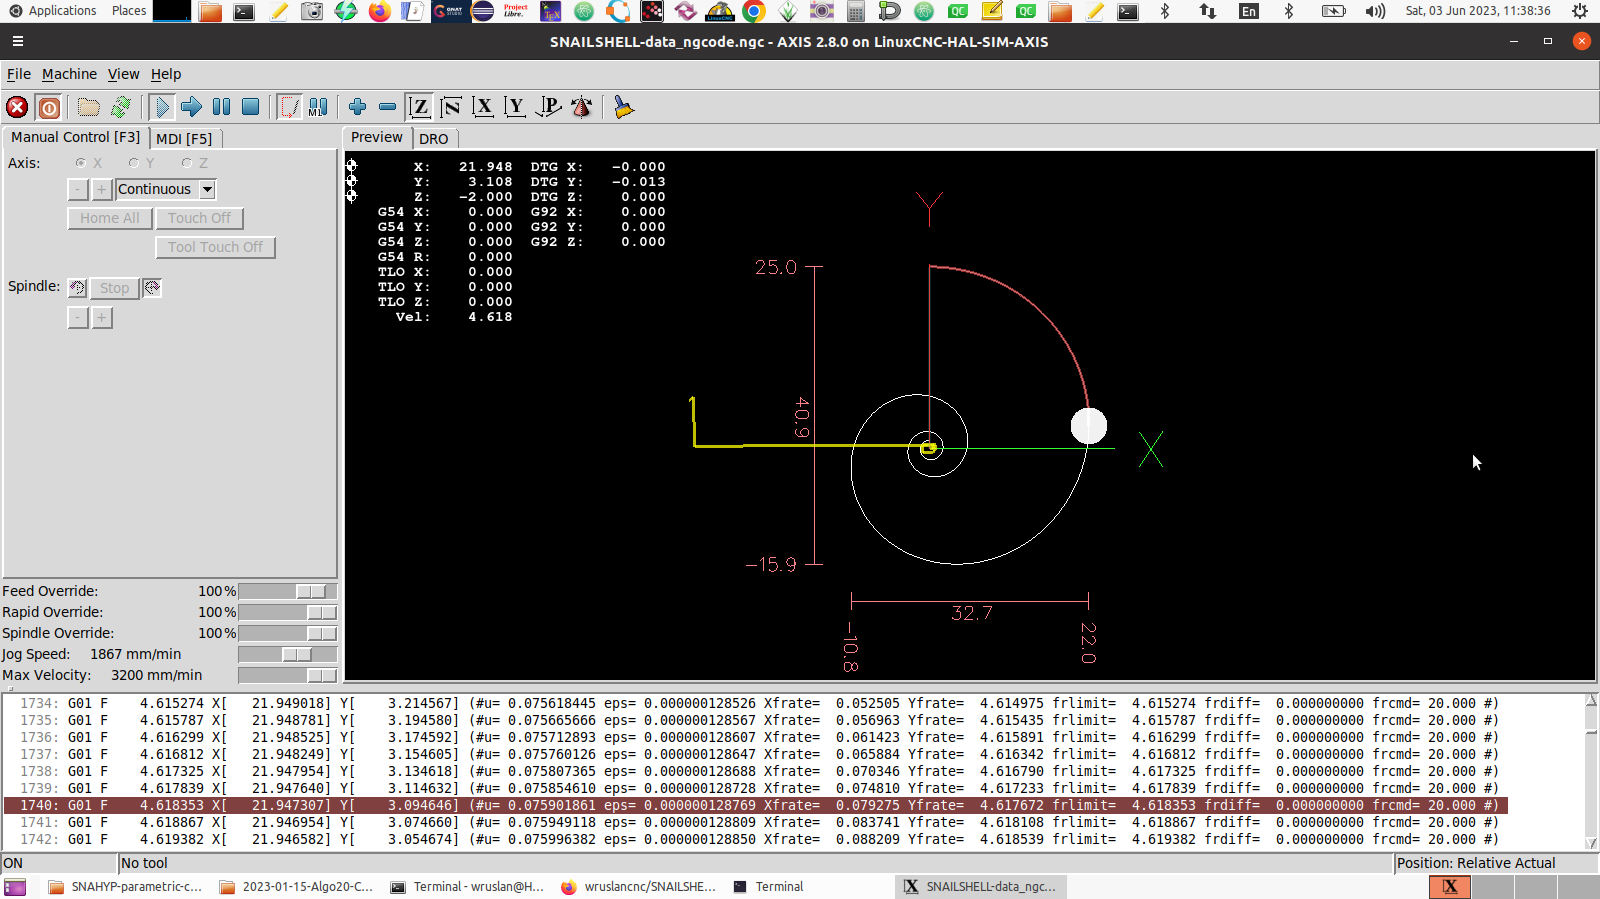 Applications Places En Sat, 03 Jun 2023, 11:38:36
SNAILSHELL-data_ngcode.ngc - AXIS 2.8.0 on LinuxCNC-HAL-SIM-AXIS
File Machine View Help
Manual Control [F3] MDI [F5]
Axis: X Y Z
- + Continuous
Home All Touch Off
Tool Touch Off
Spindle: Stop
- +
Feed Override: 100%
Rapid Override: 100%
Spindle Override: 100%
Jog Speed: 1867 mm/min
Max Velocity: 3200 mm/min
Preview DRO
X: 21.948 DTG X: -0.000
Y: 3.108 DTG Y: -0.013
Z: -2.000 DTG Z: 0.000
G54 X: 0.000 G92 X: 0.000
G54 Y: 0.000 G92 Y: 0.000
G54 Z: 0.000 G92 Z: 0.000
G54 R: 0.000
TLO X: 0.000
TLO Y: 0.000
TLO Z: 0.000
Vel: 4.618
Y
25.0
40.9
X
-15.9
32.7
-10.8
22.0
1734: G01 F 4.615274 X[ 21.949018] Y[ 3.214567] (#u= 0.075618445 eps= 0.000000128526 Xfrate= 0.052505 Yfrate= 4.614975 frlimit= 4.615274 frdiff= 0.000000000 frcmd= 20.000 #)
1735: G01 F 4.615787 X[ 21.948781] Y[ 3.194580] (#u= 0.075665666 eps= 0.000000128567 Xfrate= 0.056963 Yfrate= 4.615435 frlimit= 4.615787 frdiff= 0.000000000 frcmd= 20.000 #)
1736: G01 F 4.616299 X[ 21.948525] Y[ 3.174592] (#u= 0.075712893 eps= 0.000000128607 Xfrate= 0.061423 Yfrate= 4.615891 frlimit= 4.616299 frdiff= 0.000000000 frcmd= 20.000 #)
1737: G01 F 4.616812 X[ 21.948249] Y[ 3.154605] (#u= 0.075760126 eps= 0.000000128647 Xfrate= 0.065884 Yfrate= 4.616342 frlimit= 4.616812 frdiff= 0.000000000 frcmd= 20.000 #)
1738: G01 F 4.617325 X[ 21.947954] Y[ 3.134618] (#u= 0.075807365 eps= 0.000000128688 Xfrate= 0.070346 Yfrate= 4.616790 frlimit= 4.617325 frdiff= 0.000000000 frcmd= 20.000 #)
1739: G01 F 4.617839 X[ 21.947640] Y[ 3.114632] (#u= 0.075854610 eps= 0.000000128728 Xfrate= 0.074810 Yfrate= 4.617233 frlimit= 4.617839 frdiff= 0.000000000 frcmd= 20.000 #)
1740: G01 F 4.618353 X[ 21.947307] Y[ 3.094646] (#u= 0.075901861 eps= 0.000000128769 Xfrate= 0.079275 Yfrate= 4.617672 frlimit= 4.618353 frdiff= 0.000000000 frcmd= 20.000 #)
1741: G01 F 4.618867 X[ 21.946954] Y[ 3.074660] (#u= 0.075949118 eps= 0.000000128809 Xfrate= 0.083741 Yfrate= 4.618108 frlimit= 4.618867 frdiff= 0.000000000 frcmd= 20.000 #)
1742: G01 F 4.619382 X[ 21.946582] Y[ 3.054674] (#u= 0.075996382 eps= 0.000000128850 Xfrate= 0.088209 Yfrate= 4.618539 frlimit= 4.619382 frdiff= 0.000000000 frcmd= 20.000 #)
ON No tool Position: Relative Actual
SNAHYP-parametric-c... 2023-01-15-Algo20-C... Terminal - wruslan@H... wruslancnc/SNAILSHE... Terminal SNAILSHELL-data_ngc...